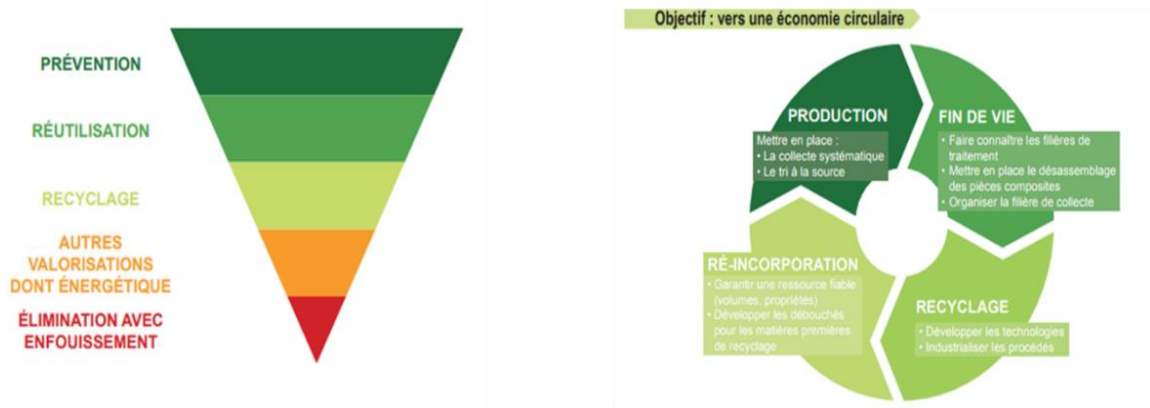 PRÉVENTION
RÉUTILISATION
RECYCLAGE
AUTRES
VALORISATIONS
DONT ÉNERGÉTIQUE
ÉLIMINATION AVEC
ENFOUISSEMENT
Objectif : vers une économie circulaire
PRODUCTION
Mettre en place :
• La collecte systématique
• Le tri à la source
FIN DE VIE
• Faire connaître les filières de
traitement
• Mettre en place le désassemblage
des pièces composites
• Organiser la filière de collecte
RÉ-INCORPORATION
• Garantir une ressource fiable
(volumes, propriétés)
• Développer les débouchés
pour les matières premières
de recyclage
RECYCLAGE
• Développer les technologies
• Industrialiser les procédés